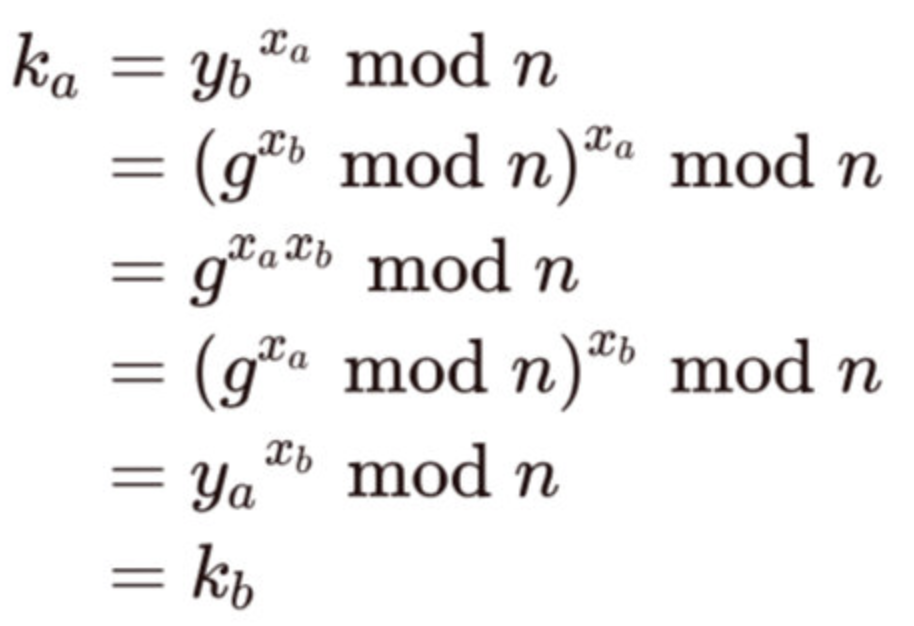 k_a = y_b^{x_a} mod n
= (g^{x_b} mod n)^{x_a} mod n
= g^{x_a x_b} mod n
= (g^{x_a} mod n)^{x_b} mod n
= y_a^{x_b} mod n
= k_b